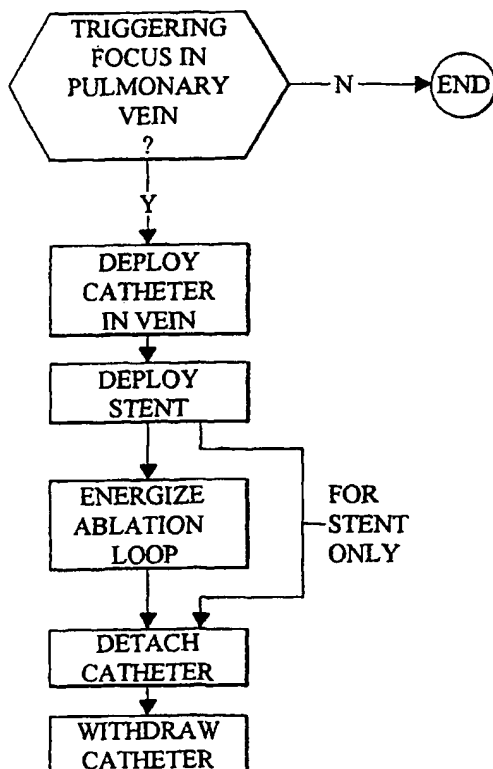 TRIGGERING
FOCUS IN
PULMONARY
VEIN
?
N
END
Y
DEPLOY
CATHETER
IN VEIN
DEPLOY
STENT
ENERGIZE
ABLATION
LOOP
FOR
STENT
ONLY
DETACH
CATHETER
WITHDRAW
CATHETER